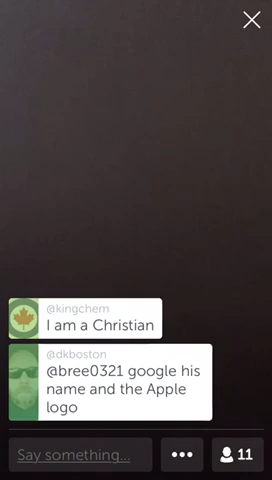 @kingchem
I am a Christian
@dkboston
@bree0321 google his
name and the Apple
logo
Say something...
11